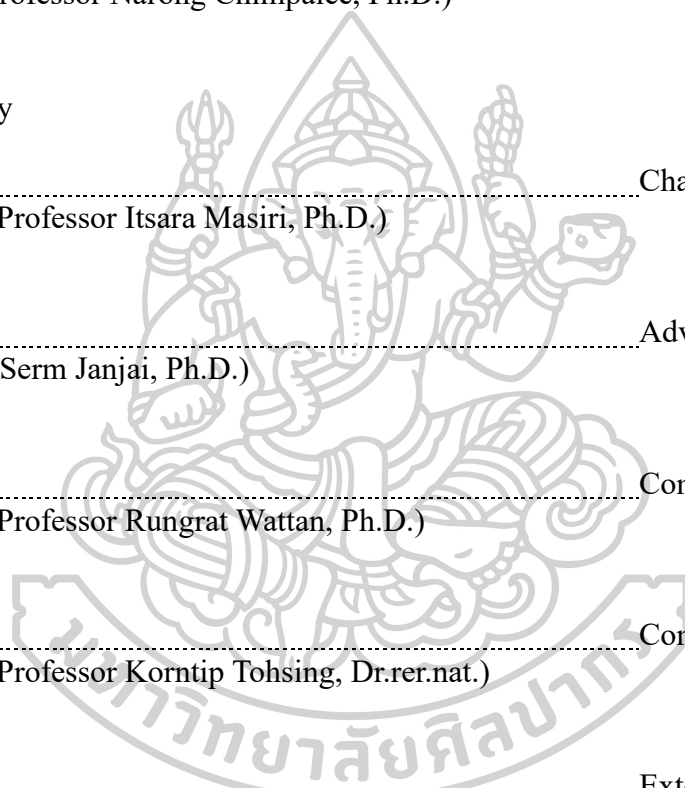 Professor Narong Chimpalee, Ph.D.)
y
Cha
Professor Itsara Masiri, Ph.D.)
Adv
Serm Janjai, Ph.D.)
Con
Professor Rungrat Wattan, Ph.D.)
Con
Professor Korntip Tohsing, Dr.rer.nat.)
มหาวิทยาลัยศิลปากร
Exte